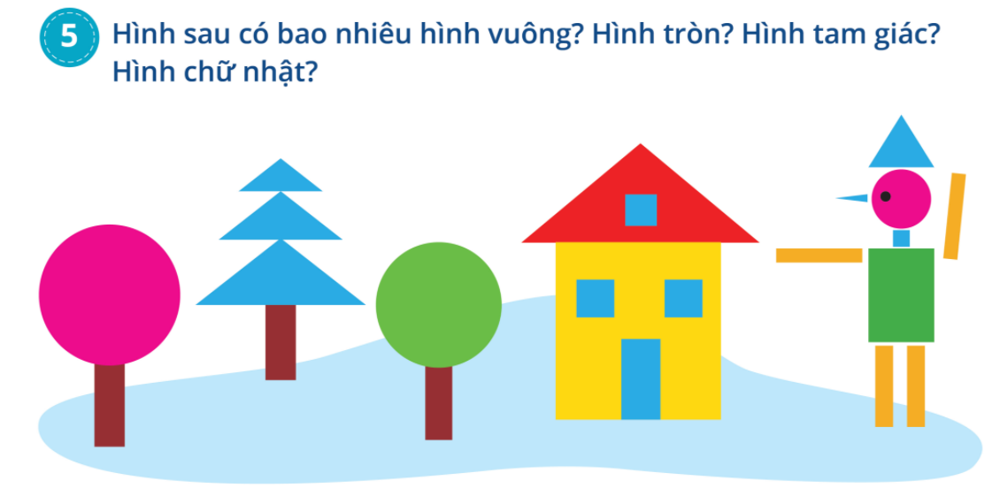 5 Hình sau có bao nhiêu hình vuông? Hình tròn? Hình tam giác?
Hình chữ nhật?